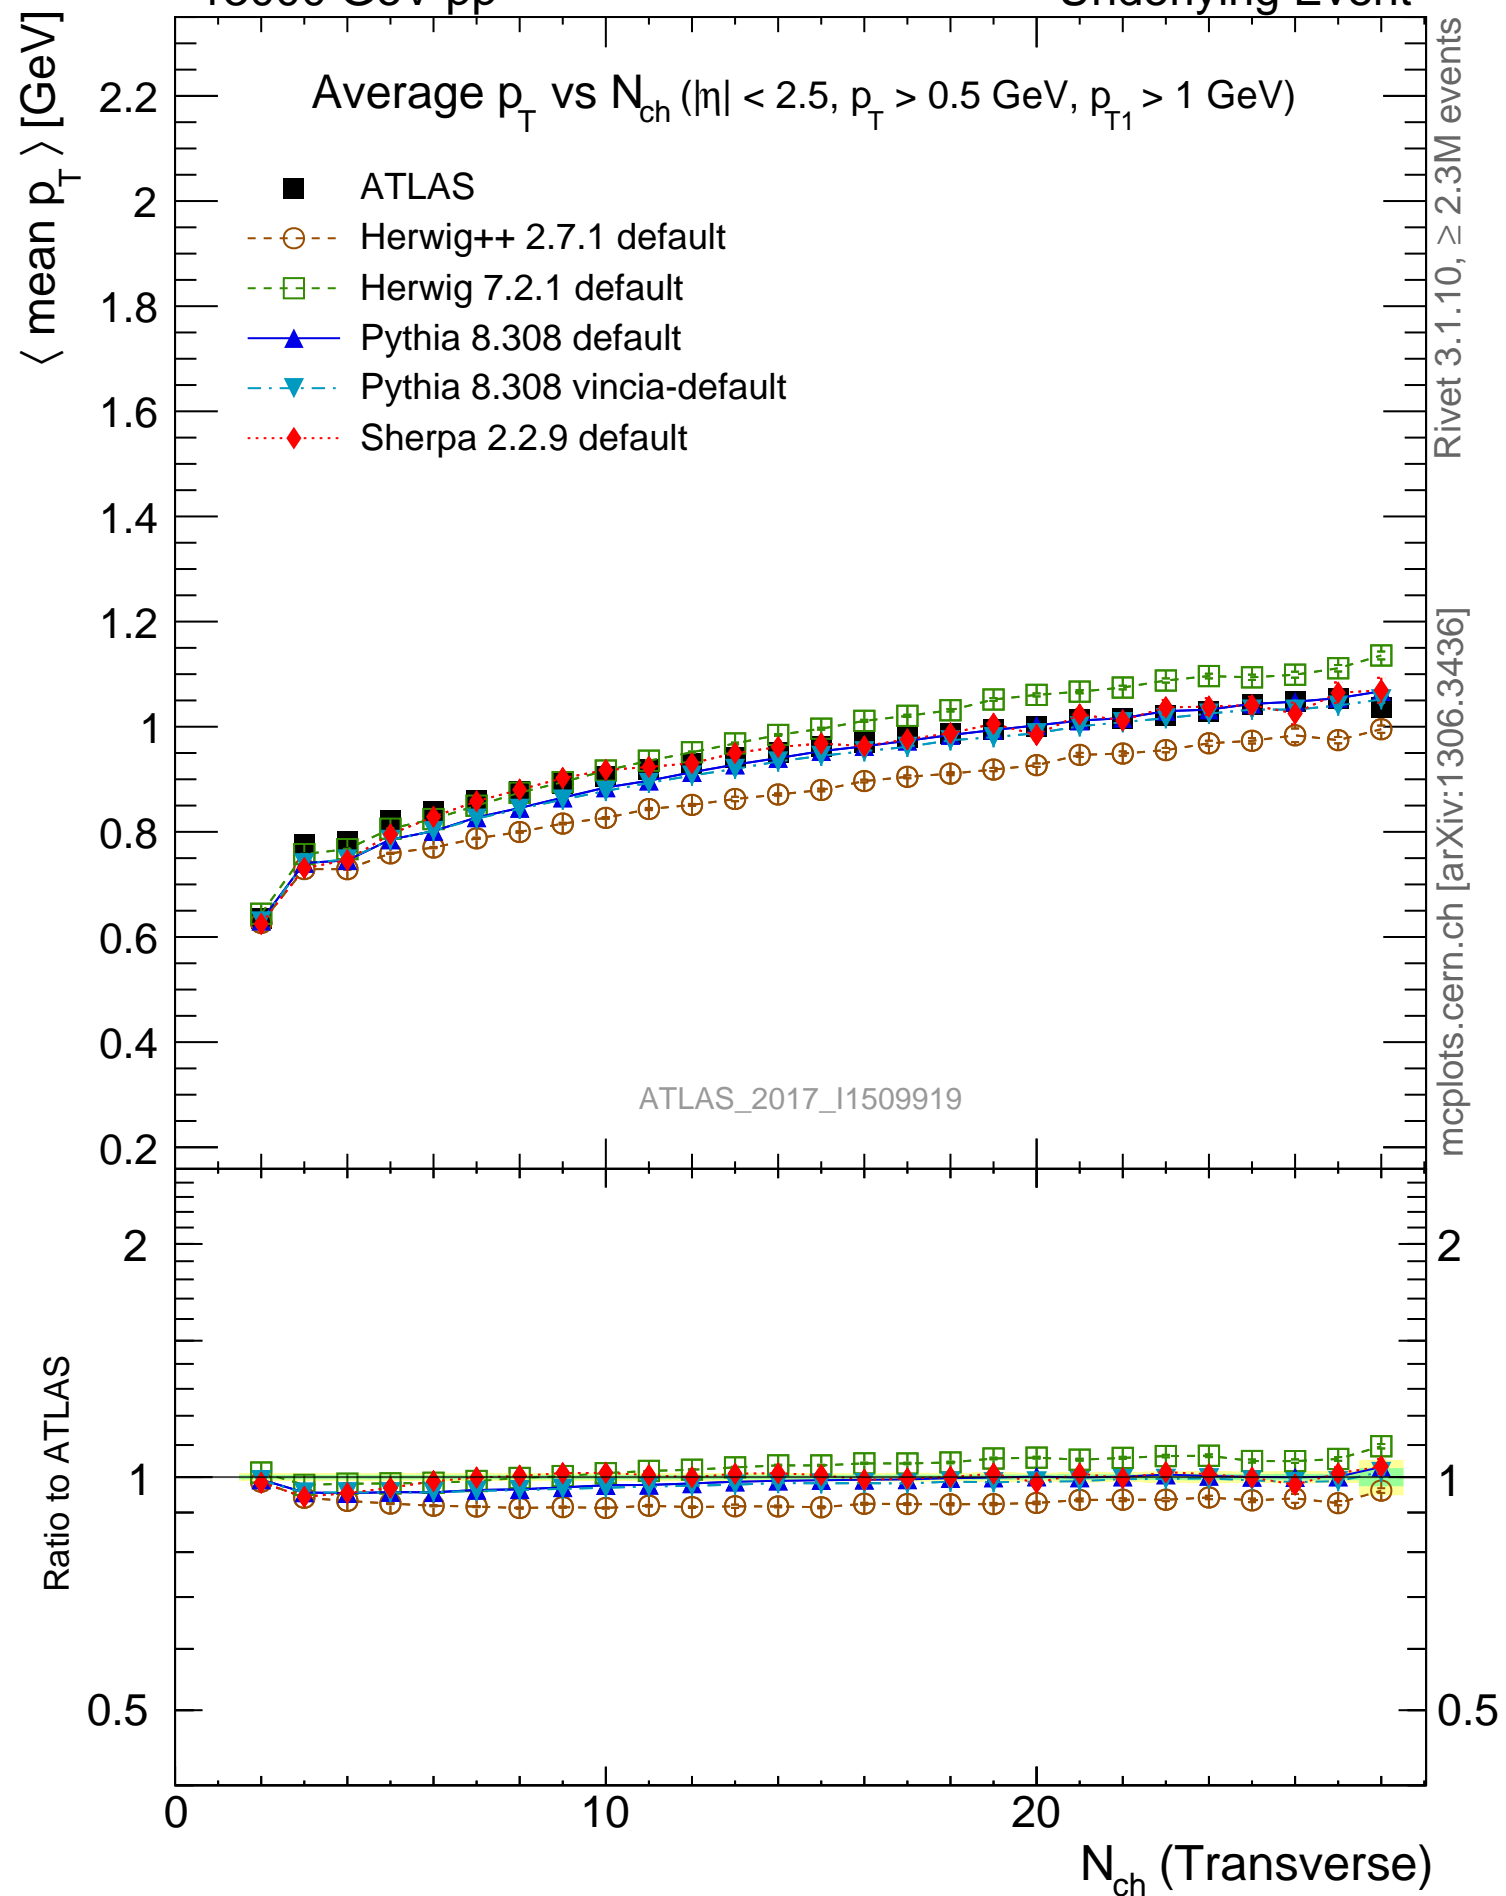 Average p_T vs N_ch (|η| < 2.5, p_T > 0.5 GeV, p_T1 > 1 GeV)
⟨ mean p_T ⟩ [GeV]
ATLAS
Herwig++ 2.7.1 default
Herwig 7.2.1 default
Pythia 8.308 default
Pythia 8.308 vincia-default
Sherpa 2.2.9 default
2.2
2
1.8
1.6
1.4
1.2
1
0.8
0.6
0.4
0.2
ATLAS_2017_I1509919
Rivet 3.1.10, ≥ 2.3M events
mcplots.cern.ch [arXiv:1306.3436]
Ratio to ATLAS
2
1
0.5
2
1
0.5
0
10
20
N_ch (Transverse)